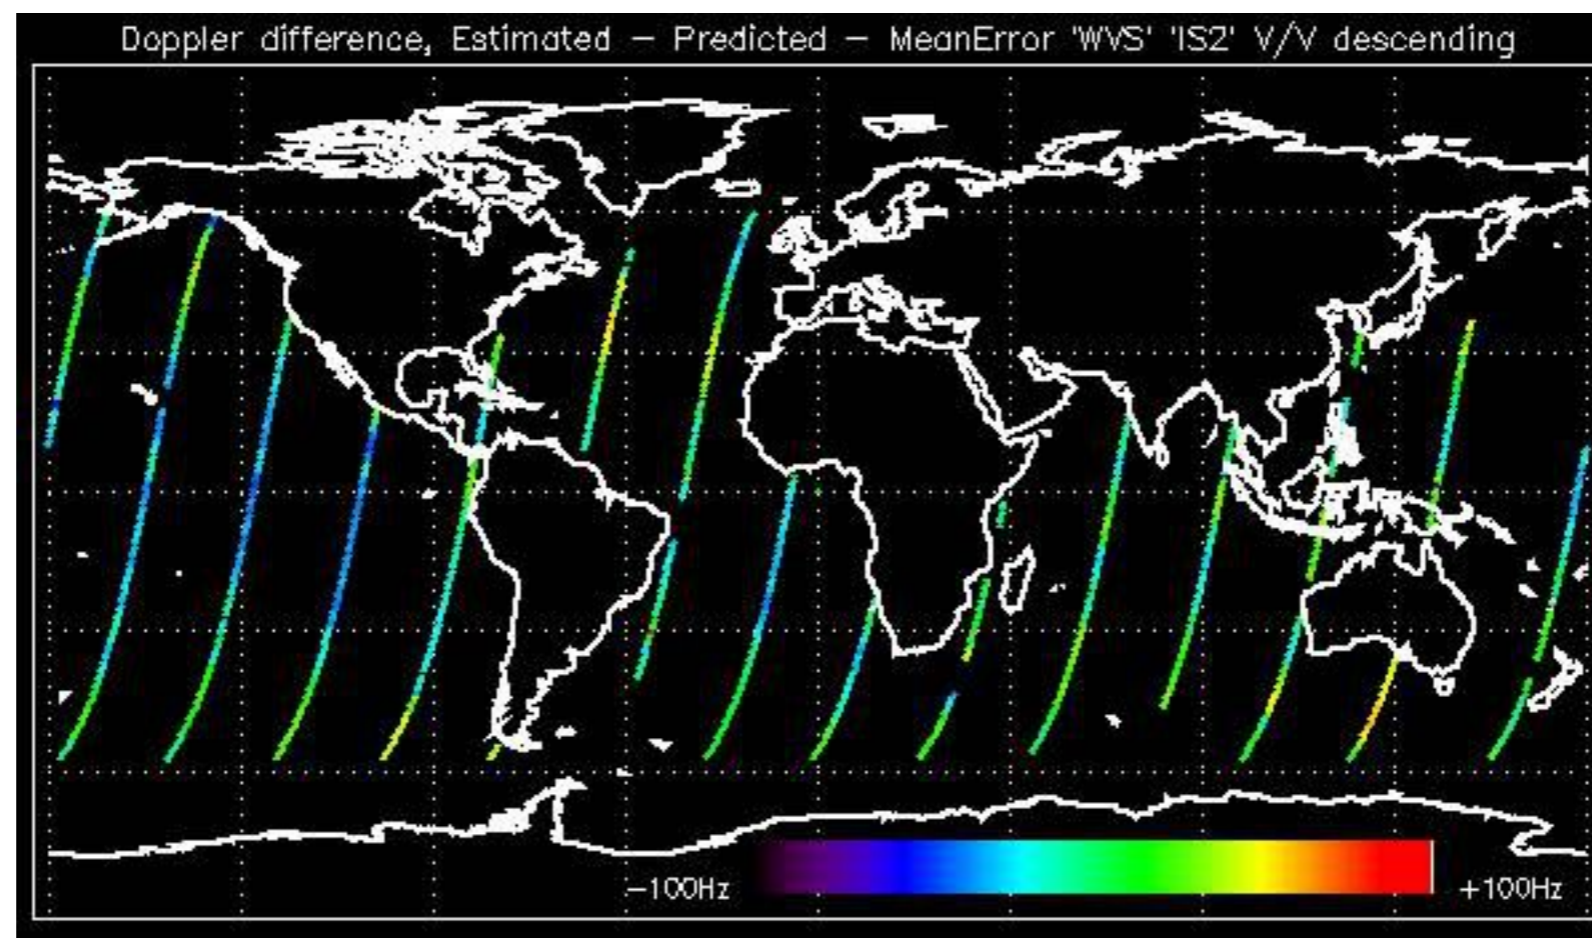 Doppler difference, Estimated - Predicted - MeanError 'WVS' 'IS2' V/V descending
-100Hz +100Hz